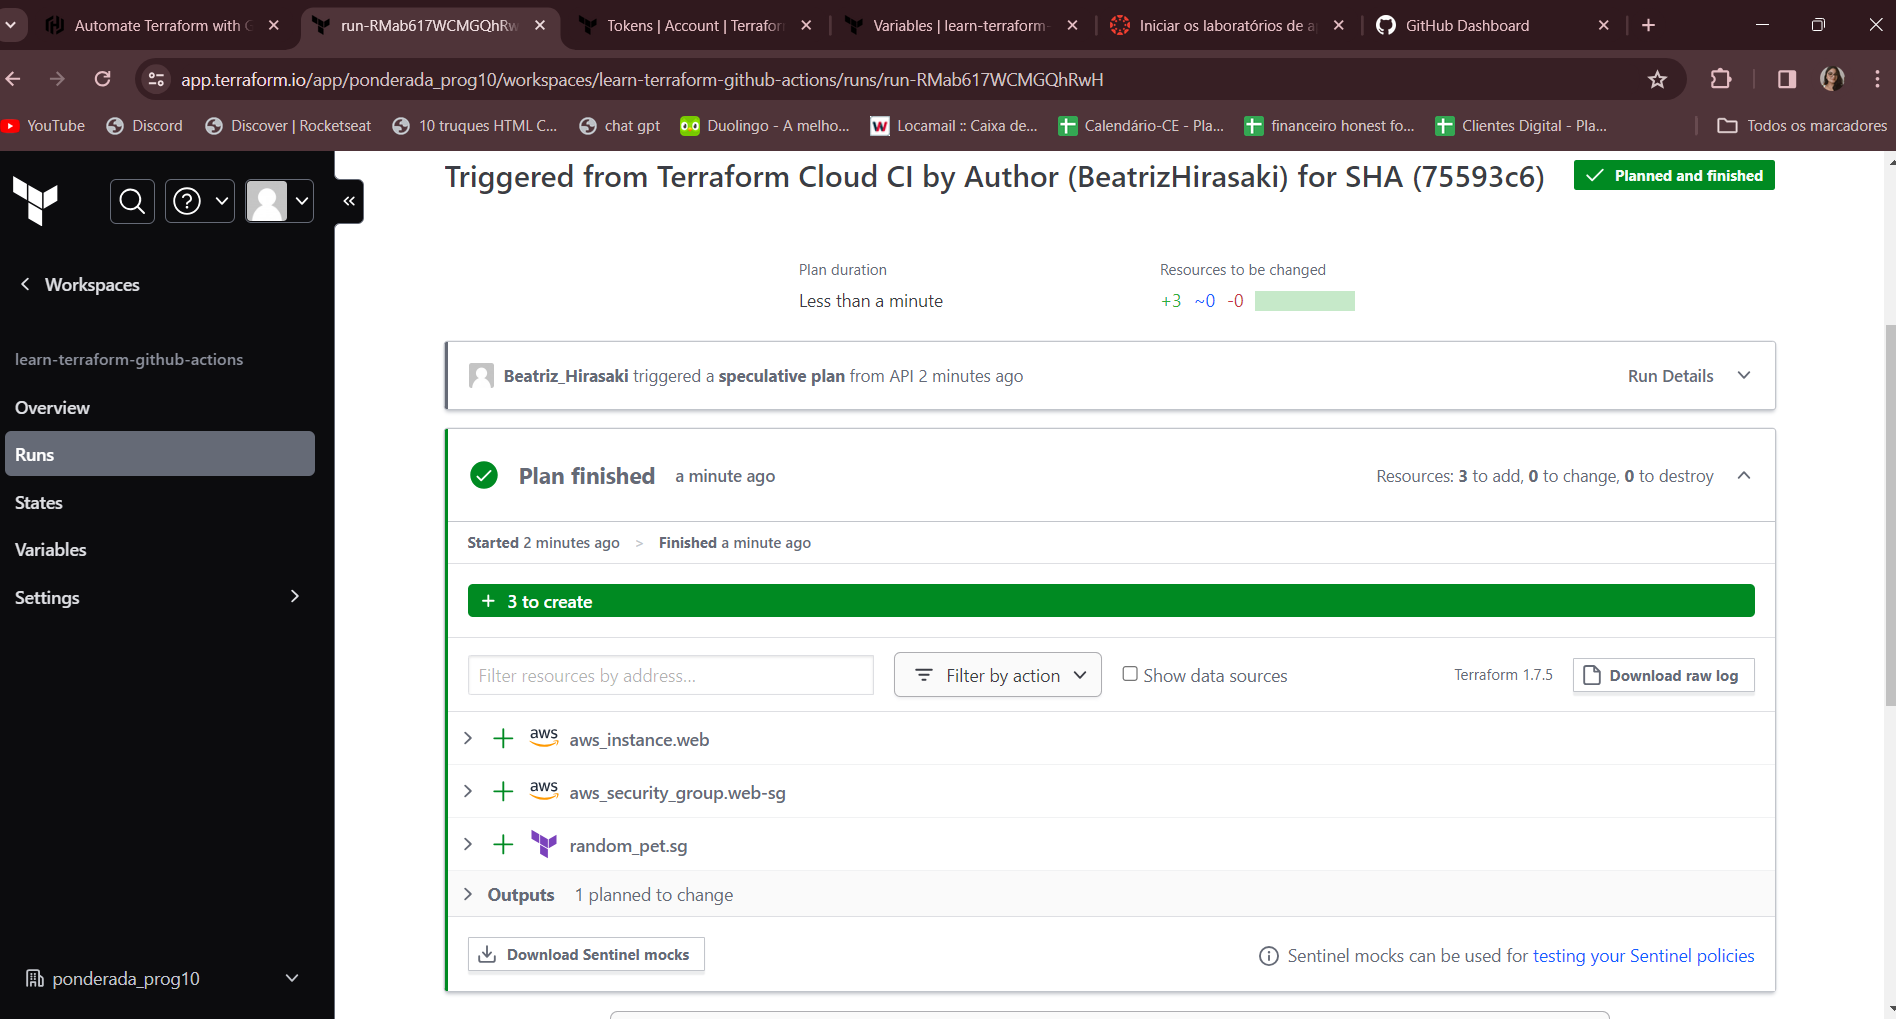 Automate Terraform with G
run-RMab617WCMGQhRw
Tokens | Account | Terrafor
Variables | learn-terraform-
Iniciar os laboratórios de a
GitHub Dashboard
app.terraform.io/app/ponderada_prog10/workspaces/learn-terraform-github-actions/runs/run-RMab617WCMGQhRwH
YouTube
Discord
Discover | Rocketseat
10 truques HTML C...
chat gpt
Duolingo - A melho...
Locamail :: Caixa de...
Calendário-CE - Pla...
financeiro honest fo...
Clientes Digital - Pla...
Todos os marcadores
Triggered from Terraform Cloud CI by Author (BeatrizHirasaki) for SHA (75593c6)
Planned and finished
Plan duration
Less than a minute
Resources to be changed
+3 ~0 -0
Workspaces
learn-terraform-github-actions
Overview
Runs
States
Variables
Settings
ponderada_prog10
Beatriz_Hirasaki triggered a speculative plan from API 2 minutes ago
Run Details
Plan finished a minute ago
Resources: 3 to add, 0 to change, 0 to destroy
Started 2 minutes ago > Finished a minute ago
+ 3 to create
Filter resources by address...
Filter by action
Show data sources
Terraform 1.7.5
Download raw log
aws aws_instance.web
aws aws_security_group.web-sg
random_pet.sg
Outputs 1 planned to change
Download Sentinel mocks
Sentinel mocks can be used for testing your Sentinel policies